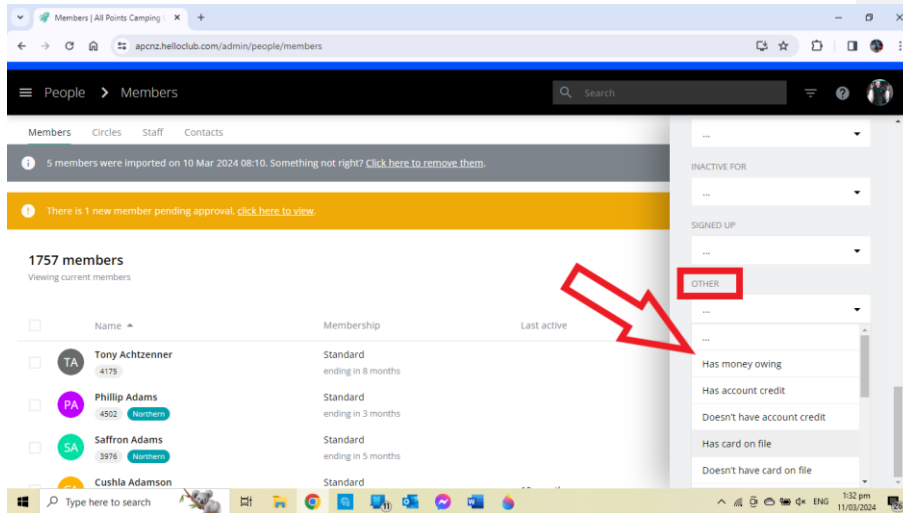 Members | All Points Camping
apcnz.helloclub.com/admin/people/members
People > Members
Search
Members Circles Staff Contacts
5 members were imported on 10 Mar 2024 08:10. Something not right? Click here to remove them.
There is 1 new member pending approval, click here to view.
1757 members
Viewing current members
Name Membership Last active
TA Tony Achtzenner Standard
4175 ending in 8 months
PA Phillip Adams Standard
4502 Northern ending in 3 months
SA Saffron Adams Standard
3976 Northern ending in 5 months
Cushla Adamson Standard
...
INACTIVE FOR
...
SIGNED UP
...
OTHER
...
...
Has money owing
Has account credit
Doesn't have account credit
Has card on file
Doesn't have card on file
Type here to search
11
ENG
1:32 pm
11/03/2024
26